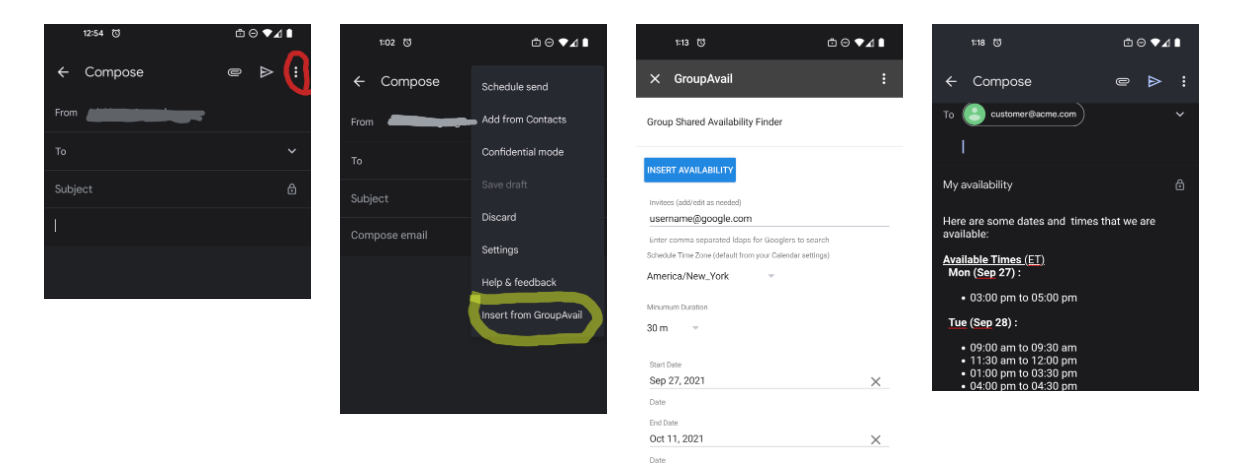 12:54
Compose
From
To
Subject
1:02
Compose
Schedule send
From
Add from Contacts
Confidential mode
To
Save draft
Subject
Discard
Compose email
Settings
Help & feedback
Insert from GroupAvail
1:13
GroupAvail
Group Shared Availability Finder
INSERT AVAILABILITY
Invitees (add/edit as needed)
username@google.com
Enter comma separated ldaps for Googlers to search
Schedule Time Zone (default from your Calendar settings)
America/New_York
Minumum Duration
30 m
Start Date
Sep 27, 2021
Date
End Date
Oct 11, 2021
Date
1:18
Compose
To customer@acme.com
My availability
Here are some dates and times that we are
available:
Available Times (ET)
Mon (Sep 27) :
• 03:00 pm to 05:00 pm
Tue (Sep 28) :
• 09:00 am to 09:30 am
• 11:30 am to 12:00 pm
• 01:00 pm to 03:30 pm
• 04:00 pm to 04:30 pm